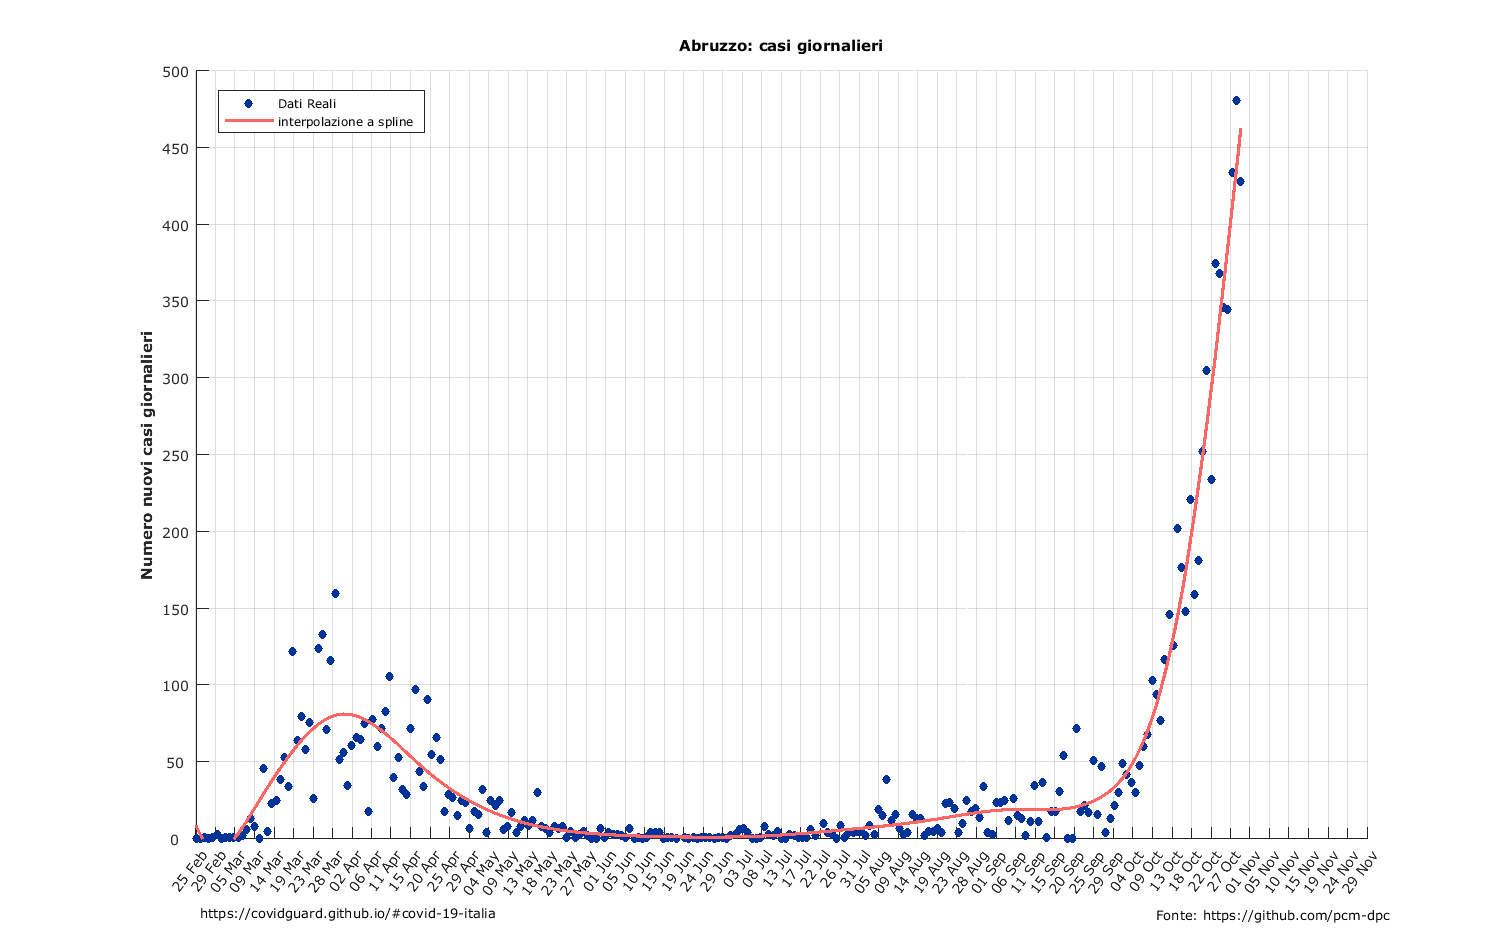 Abruzzo: casi giornalieri
Dati Reali
interpolazione a spline
Numero nuovi casi giornalieri
500
450
400
350
300
250
200
150
100
50
0
25 Feb
29 Feb
05 Mar
09 Mar
14 Mar
19 Mar
23 Mar
28 Mar
02 Apr
06 Apr
11 Apr
15 Apr
20 Apr
25 Apr
29 Apr
04 May
09 May
13 May
18 May
23 May
27 May
01 Jun
05 Jun
10 Jun
15 Jun
19 Jun
24 Jun
29 Jun
03 Jul
08 Jul
13 Jul
17 Jul
22 Jul
26 Jul
31 Jul
05 Aug
09 Aug
14 Aug
19 Aug
23 Aug
28 Aug
01 Sep
06 Sep
11 Sep
15 Sep
20 Sep
25 Sep
29 Sep
04 Oct
09 Oct
13 Oct
18 Oct
22 Oct
27 Oct
01 Nov
05 Nov
10 Nov
15 Nov
19 Nov
24 Nov
29 Nov
https://covidguard.github.io/#covid-19-italia
Fonte: https://github.com/pcm-dpc